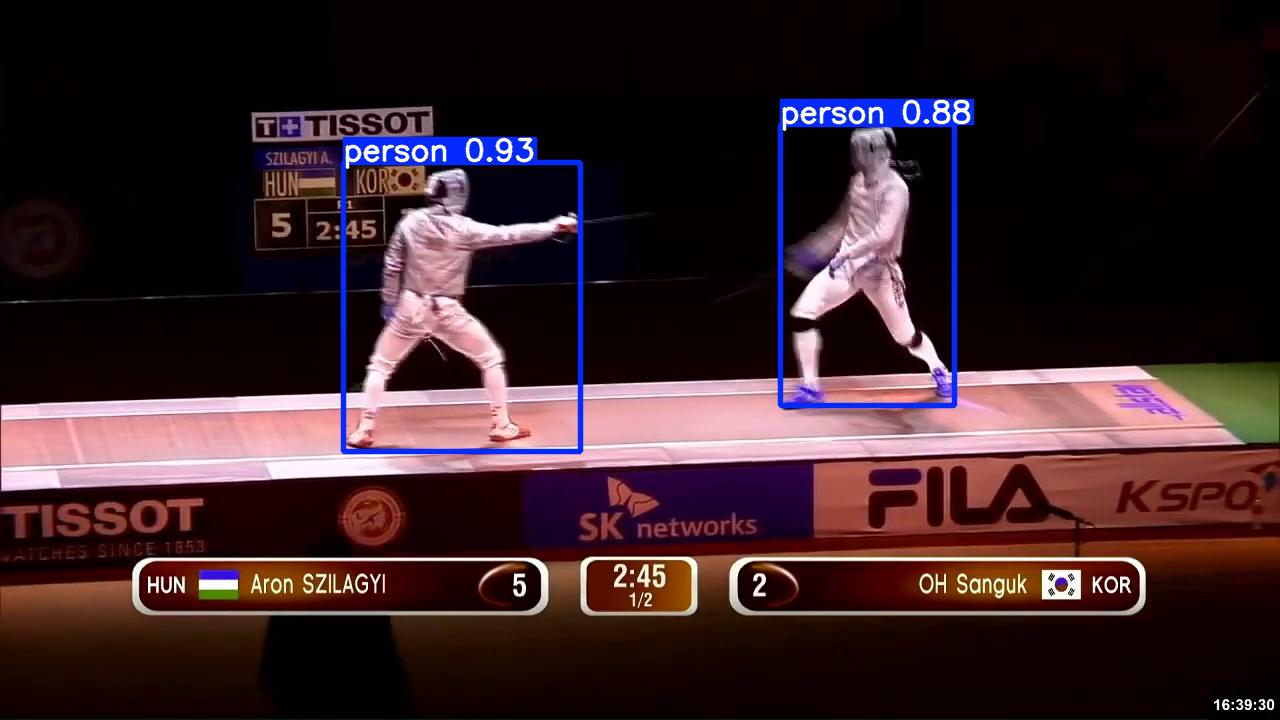 person 0.88
T+ TISSOT
person 0.93
SZILAGYI A.
HUN KOR
5 2:45
TISSOT
WATCHES SINCE 1853
SK networks
FILA
KSPO
HUN Aron SZILAGYI 5
2:45
1/2
2 OH Sanguk KOR
16:39:30